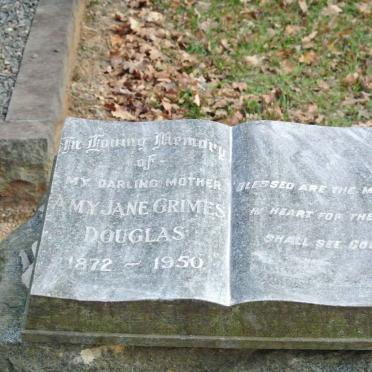 In Loving Memory
of
MY DARLING MOTHER
AMY JANE GRIMES
DOUGLAS
1872 - 1950
BLESSED ARE THE
IN HEART FOR THE
SHALL SEE